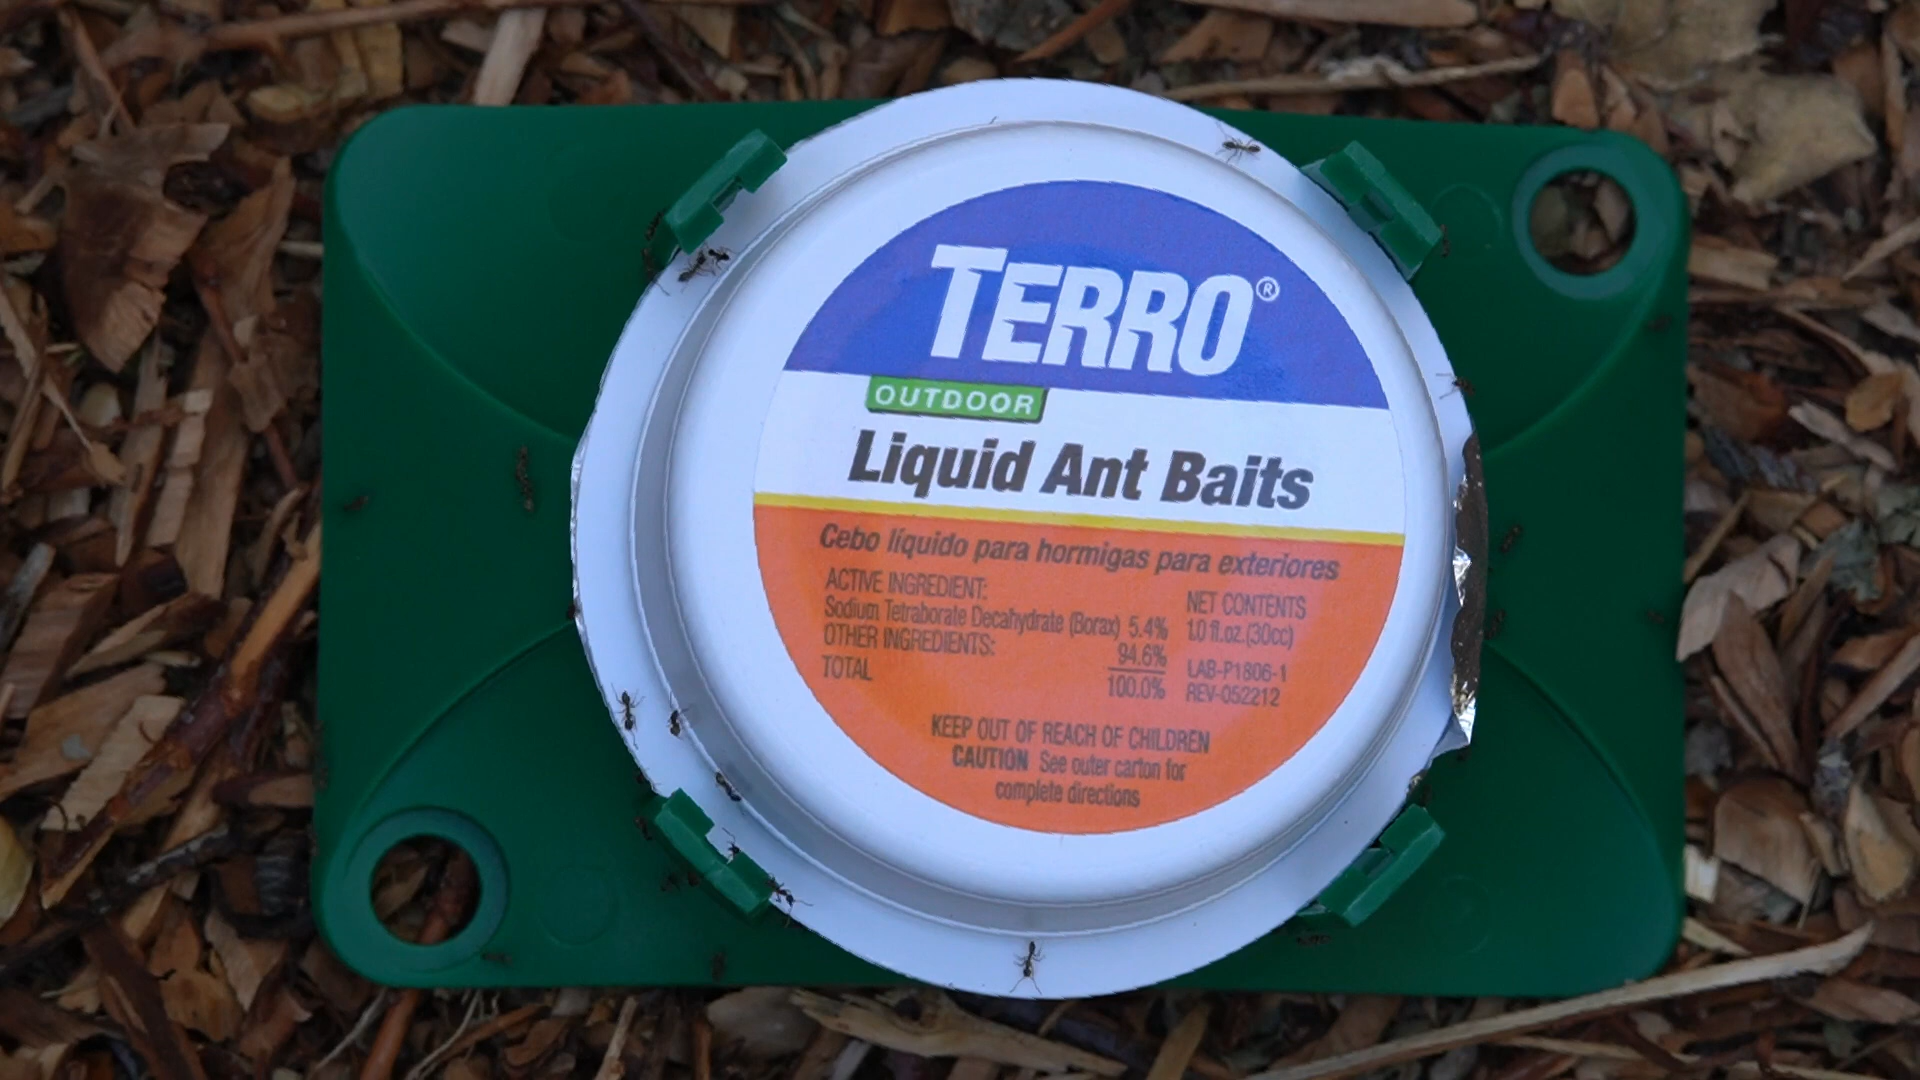 TERRO®
OUTDOOR
Liquid Ant Baits
Cebo líquido para hormigas para exteriores
ACTIVE INGREDIENT:
Sodium Tetraborate Decahydrate (Borax) 5.4%
OTHER INGREDIENTS: 94.6%
TOTAL 100.0%
NET CONTENTS
1.0 fl.oz.(30cc)
LAB-P1806-1
REV-052212
KEEP OUT OF REACH OF CHILDREN
CAUTION See outer carton for
complete directions